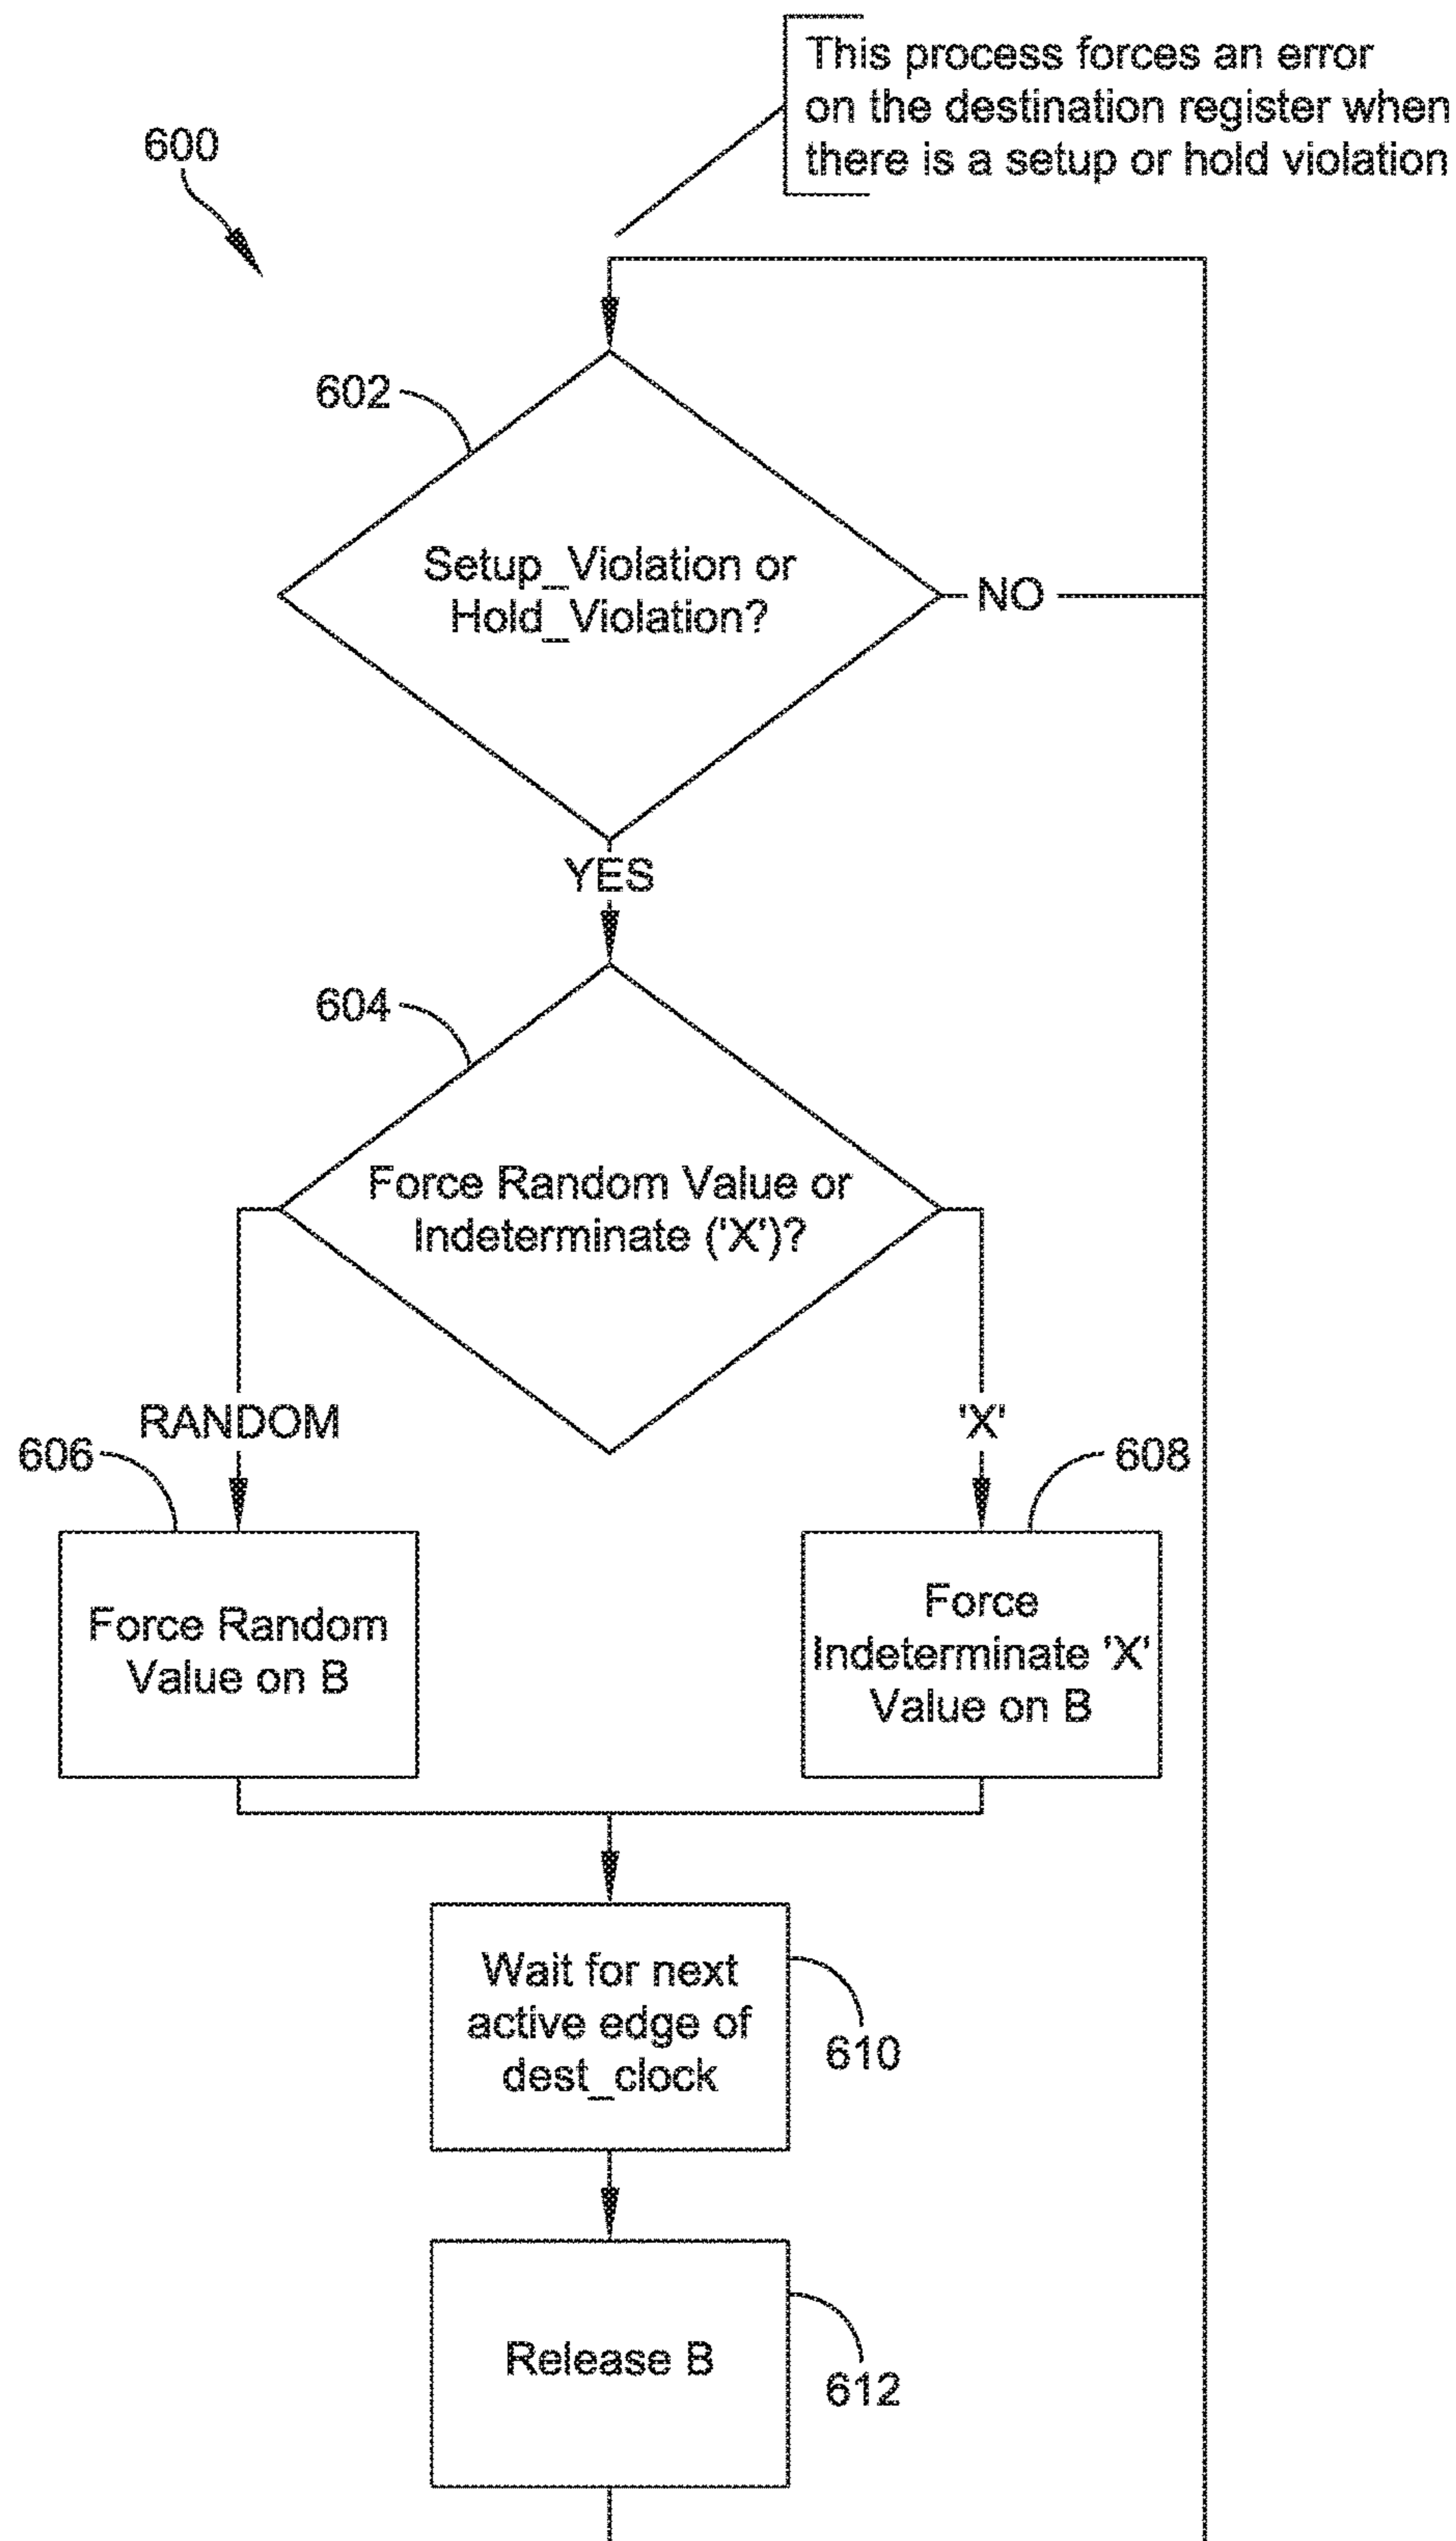 This process forces an error
on the destination register when
there is a setup or hold violation
600
602
Setup_Violation or
Hold_Violation?
NO
YES
604
Force Random Value or
Indeterminate ('X')?
RANDOM
'X'
606
608
Force Random
Value on B
Force
Indeterminate 'X'
Value on B
Wait for next
active edge of
dest_clock
610
Release B
612